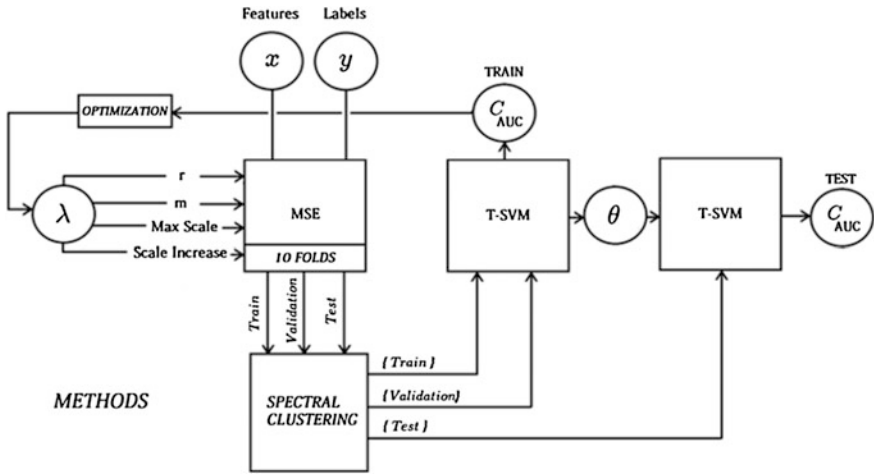 Features Labels
x y
TRAIN
OPTIMIZATION
C AUC
r
m
Max Scale
Scale Increase
λ
MSE
10 FOLDS
T-SVM
θ
T-SVM
TEST
C AUC
Train
Validation
Test
SPECTRAL
CLUSTERING
{Train}
{Validation}
{Test}
METHODS